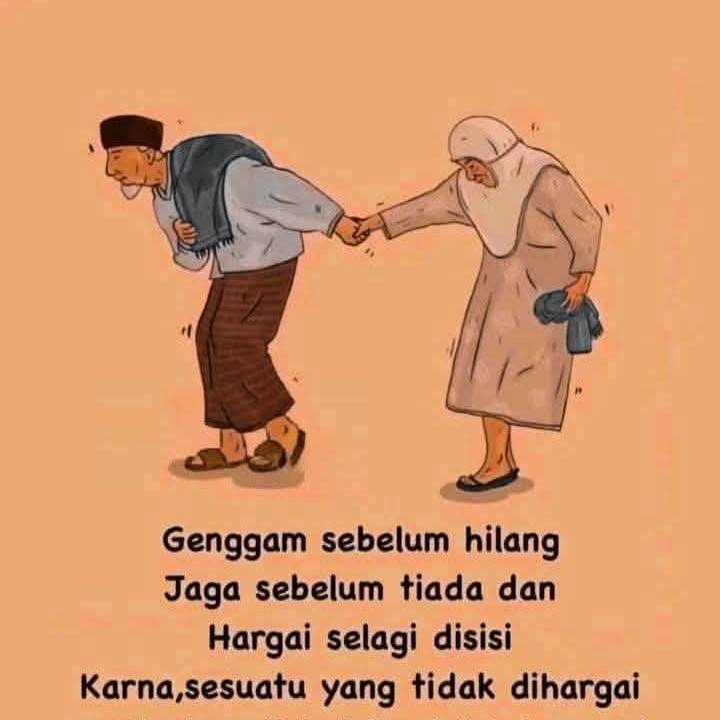 Genggam sebelum hilang
Jaga sebelum tiada dan
Hargai selagi disisi
Karna,sesuatu yang tidak dihargai